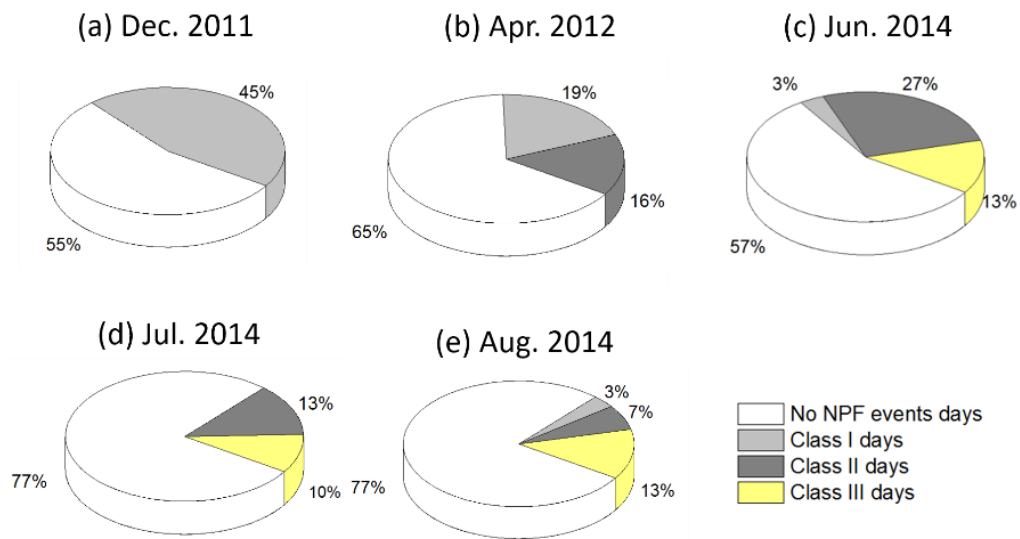 (a) Dec. 2011
45%
55%
(b) Apr. 2012
19%
16%
65%
(c) Jun. 2014
3%
27%
13%
57%
(d) Jul. 2014
13%
10%
77%
(e) Aug. 2014
3%
7%
13%
77%
No NPF events days
Class I days
Class II days
Class III days